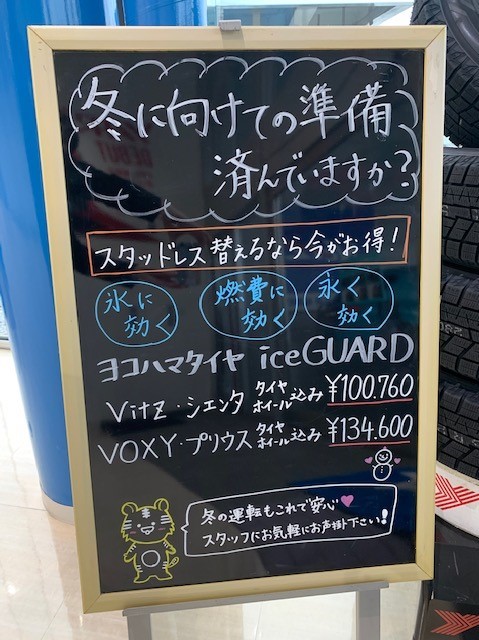 冬に向けての準備
済んでいますか?
スタッドレス替えるなら今がお得!
氷に
効く
燃費に
効く
永く
効く
ヨコハマタイヤ iceGUARD
Vitz・シエンタ タイヤ ホイール込み ¥100.760
VOXY・プリウス タイヤ ホイール込み ¥134.600
冬の運転もこれで安心
スタッフにお気軽にお声掛下さい!